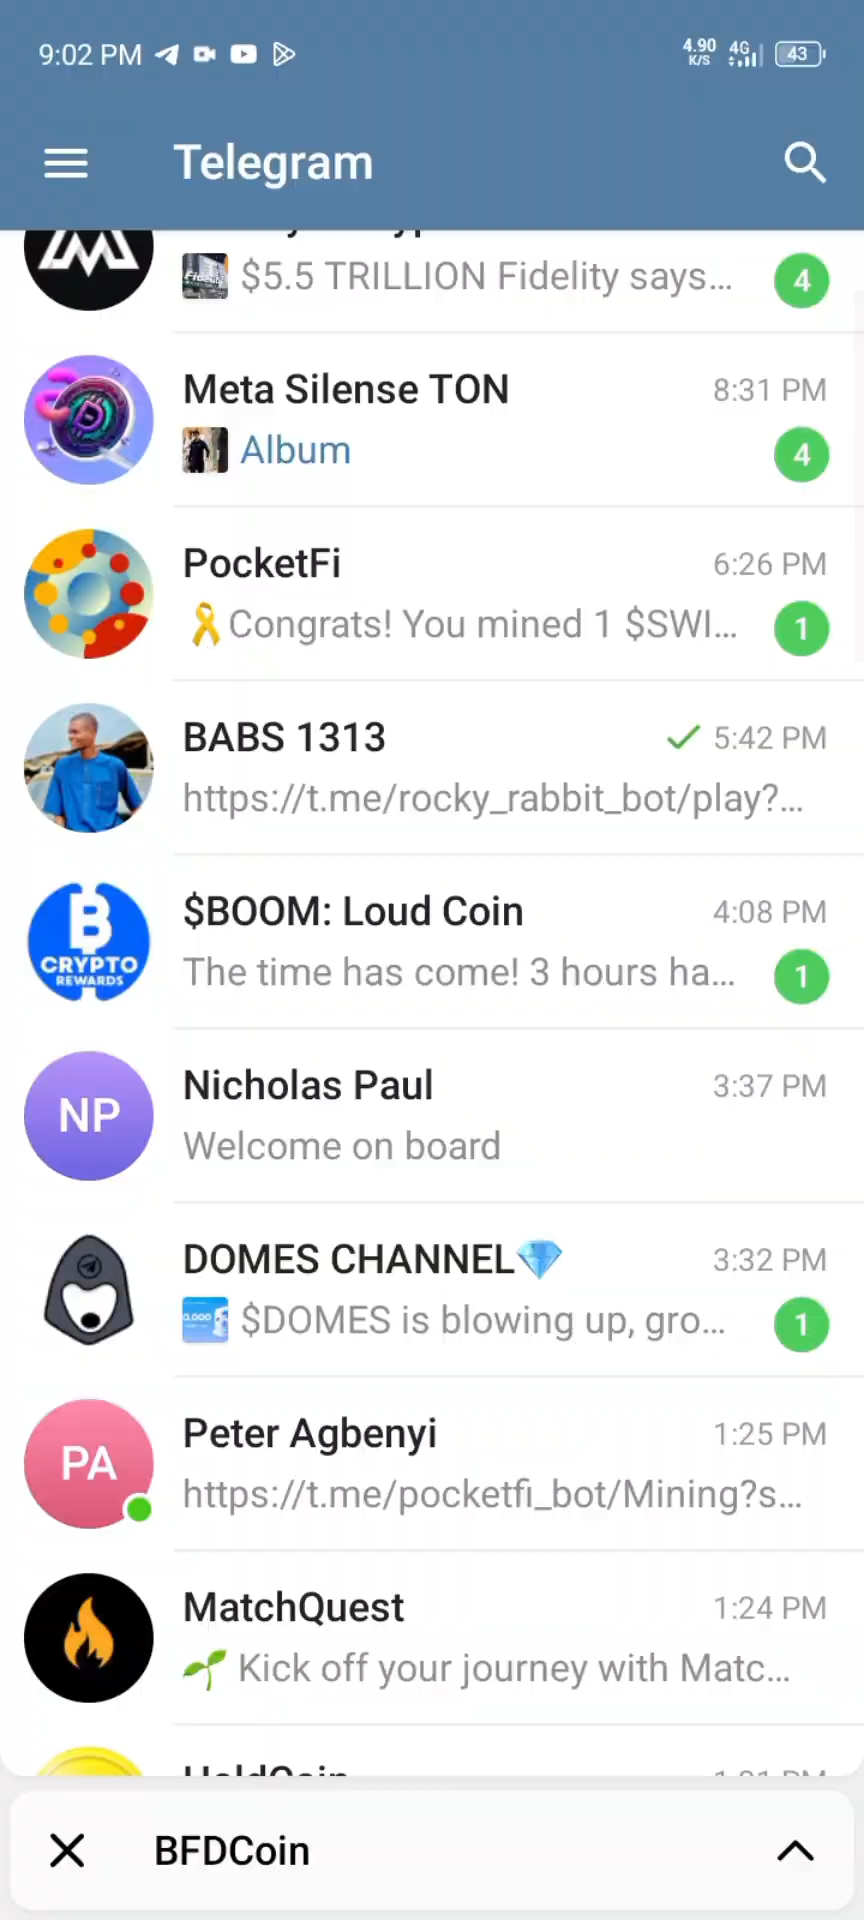 9:02 PM
4.90 K/S 4G 43
Telegram
$5.5 TRILLION Fidelity says...
4
Meta Silense TON 8:31 PM
Album
4
PocketFi 6:26 PM
Congrats! You mined 1 $SWI...
1
BABS 1313 5:42 PM
https://t.me/rocky_rabbit_bot/play?...
B
CRYPTO
REWARDS
$BOOM: Loud Coin 4:08 PM
The time has come! 3 hours ha...
1
NP
Nicholas Paul 3:37 PM
Welcome on board
DOMES CHANNEL 3:32 PM
$DOMES is blowing up, gro...
1
PA
Peter Agbenyi 1:25 PM
https://t.me/pocketfi_bot/Mining?s...
MatchQuest 1:24 PM
Kick off your journey with Matc...
BFDCoin